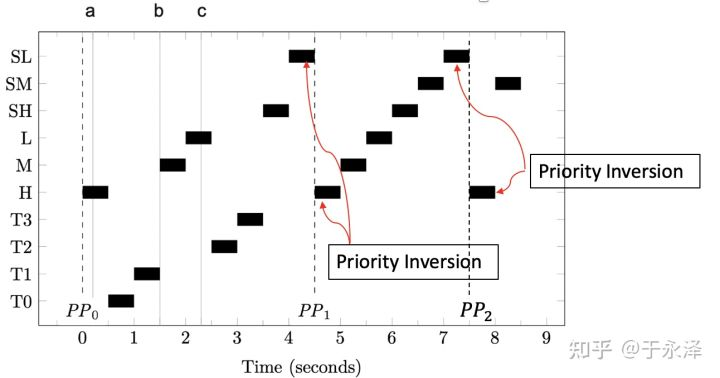 a b c
SL
SM
SH
L
M
H
T3
T2
T1
T0
Priority Inversion
Priority Inversion
PP0 PP1 PP2
0 1 2 3 4 5 6 7 8 9
Time (seconds)
知乎 @于永泽